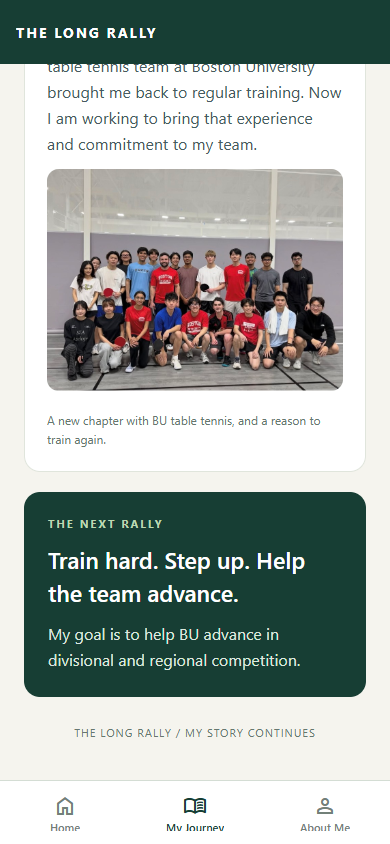 THE LONG RALLY
table tennis team at Boston University
brought me back to regular training. Now
I am working to bring that experience
and commitment to my team.
A new chapter with BU table tennis, and a reason to
train again.
THE NEXT RALLY
Train hard. Step up. Help
the team advance.
My goal is to help BU advance in
divisional and regional competition.
THE LONG RALLY / MY STORY CONTINUES
Home
My Journey
About Me